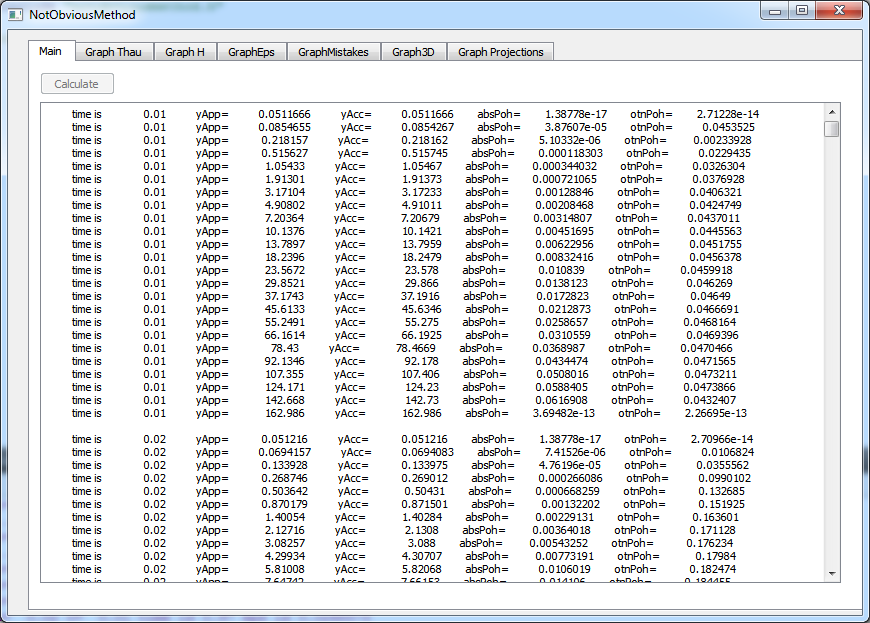 NotObviousMethod
Main Graph Thau Graph H GraphEps GraphMistakes Graph3D Graph Projections
Calculate
time is 0.01 yApp= 0.0511666 yAcc= 0.0511666 absPoh= 1.38778e-17 otnPoh= 2.71228e-14
time is 0.01 yApp= 0.0854655 yAcc= 0.0854267 absPoh= 3.87607e-05 otnPoh= 0.0453525
time is 0.01 yApp= 0.218157 yAcc= 0.218162 absPoh= 5.10332e-06 otnPoh= 0.00233928
time is 0.01 yApp= 0.515627 yAcc= 0.515745 absPoh= 0.000118303 otnPoh= 0.0229435
time is 0.01 yApp= 1.05433 yAcc= 1.05467 absPoh= 0.000344032 otnPoh= 0.0326304
time is 0.01 yApp= 1.91301 yAcc= 1.91373 absPoh= 0.000721065 otnPoh= 0.0376928
time is 0.01 yApp= 3.17104 yAcc= 3.17233 absPoh= 0.00128846 otnPoh= 0.0406321
time is 0.01 yApp= 4.90802 yAcc= 4.91011 absPoh= 0.00208468 otnPoh= 0.0424749
time is 0.01 yApp= 7.20364 yAcc= 7.20679 absPoh= 0.00314807 otnPoh= 0.0437011
time is 0.01 yApp= 10.1376 yAcc= 10.1421 absPoh= 0.00451695 otnPoh= 0.0445563
time is 0.01 yApp= 13.7897 yAcc= 13.7959 absPoh= 0.00622956 otnPoh= 0.0451755
time is 0.01 yApp= 18.2396 yAcc= 18.2479 absPoh= 0.00832416 otnPoh= 0.0456378
time is 0.01 yApp= 23.5672 yAcc= 23.578 absPoh= 0.010839 otnPoh= 0.0459918
time is 0.01 yApp= 29.8521 yAcc= 29.866 absPoh= 0.0138123 otnPoh= 0.046269
time is 0.01 yApp= 37.1743 yAcc= 37.1916 absPoh= 0.0172823 otnPoh= 0.04649
time is 0.01 yApp= 45.6133 yAcc= 45.6346 absPoh= 0.0212873 otnPoh= 0.0466691
time is 0.01 yApp= 55.2491 yAcc= 55.275 absPoh= 0.0258657 otnPoh= 0.0468164
time is 0.01 yApp= 66.1614 yAcc= 66.1925 absPoh= 0.0310559 otnPoh= 0.0469396
time is 0.01 yApp= 78.43 yAcc= 78.4669 absPoh= 0.0368987 otnPoh= 0.0470466
time is 0.01 yApp= 92.1346 yAcc= 92.178 absPoh= 0.0434474 otnPoh= 0.0471565
time is 0.01 yApp= 107.355 yAcc= 107.406 absPoh= 0.0508016 otnPoh= 0.0473211
time is 0.01 yApp= 124.171 yAcc= 124.23 absPoh= 0.0588405 otnPoh= 0.0473866
time is 0.01 yApp= 142.668 yAcc= 142.73 absPoh= 0.0616908 otnPoh= 0.0432407
time is 0.01 yApp= 162.986 yAcc= 162.986 absPoh= 3.69482e-13 otnPoh= 2.26695e-13
time is 0.02 yApp= 0.051216 yAcc= 0.051216 absPoh= 1.38778e-17 otnPoh= 2.70966e-14
time is 0.02 yApp= 0.0694157 yAcc= 0.0694083 absPoh= 7.41526e-06 otnPoh= 0.0106824
time is 0.02 yApp= 0.133928 yAcc= 0.133975 absPoh= 4.76196e-05 otnPoh= 0.0355562
time is 0.02 yApp= 0.268746 yAcc= 0.269012 absPoh= 0.000266086 otnPoh= 0.0990102
time is 0.02 yApp= 0.503642 yAcc= 0.50431 absPoh= 0.000668259 otnPoh= 0.132685
time is 0.02 yApp= 0.870179 yAcc= 0.871501 absPoh= 0.00132202 otnPoh= 0.151925
time is 0.02 yApp= 1.40054 yAcc= 1.40284 absPoh= 0.00229131 otnPoh= 0.163601
time is 0.02 yApp= 2.12716 yAcc= 2.1308 absPoh= 0.00364018 otnPoh= 0.171128
time is 0.02 yApp= 3.08257 yAcc= 3.088 absPoh= 0.00543252 otnPoh= 0.176234
time is 0.02 yApp= 4.29934 yAcc= 4.30707 absPoh= 0.00773191 otnPoh= 0.17984
time is 0.02 yApp= 5.81008 yAcc= 5.82068 absPoh= 0.0106019 otnPoh= 0.182474
time is 0.02 yApp= 7.64742 yAcc= 7.66153 absPoh= 0.014106 otnPoh= 0.184455